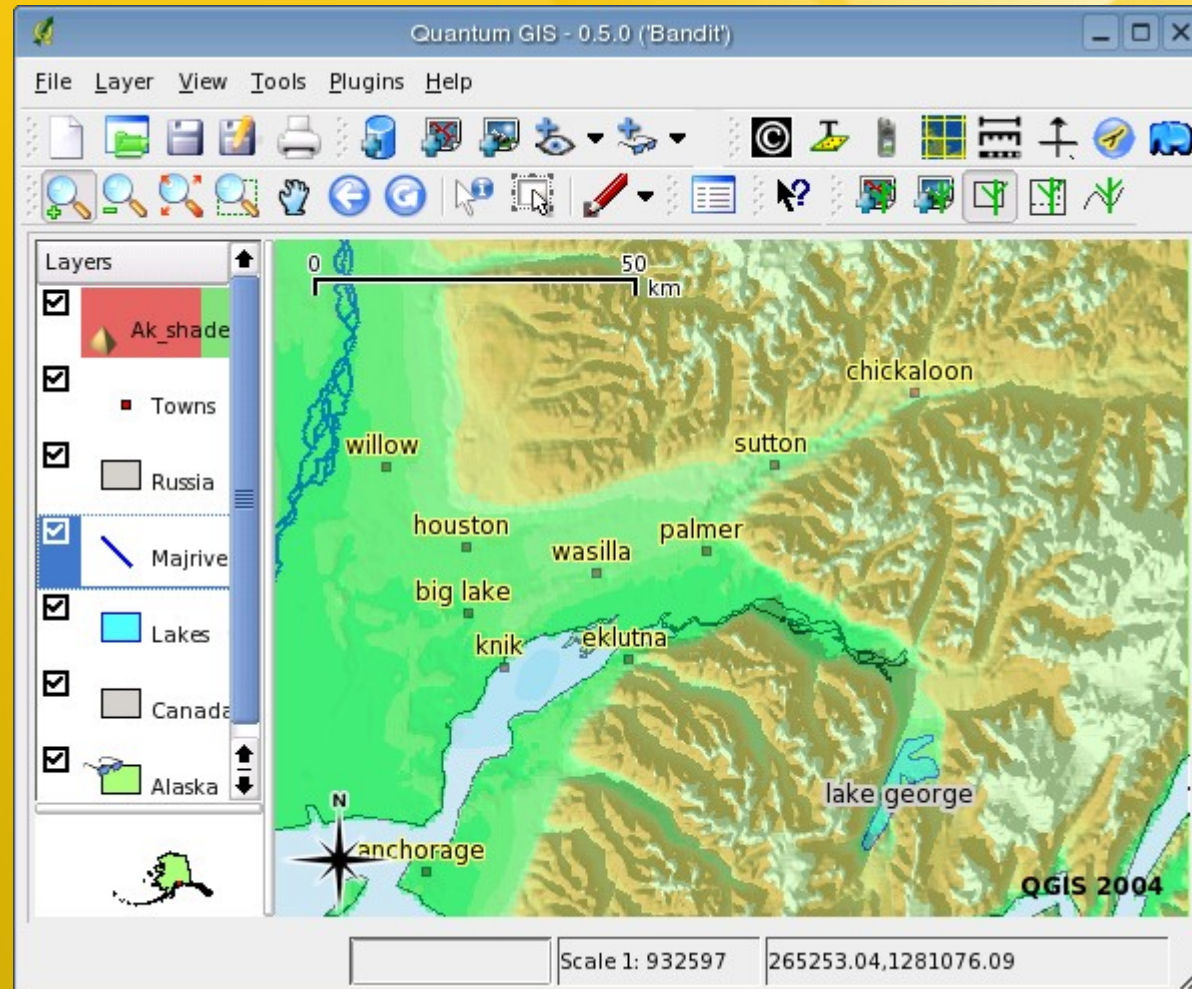 Quantum GIS - 0.5.0 ('Bandit')
File Layer View Tools Plugins Help
Layers
Ak_shade
Towns
Russia
Majrive
Lakes
Canada
Alaska
0 50
km
chickaloon
willow
sutton
houston
palmer
wasilla
big lake
knik
eklutna
lake george
N
anchorage
QGIS 2004
Scale 1: 932597
265253.04,1281076.09